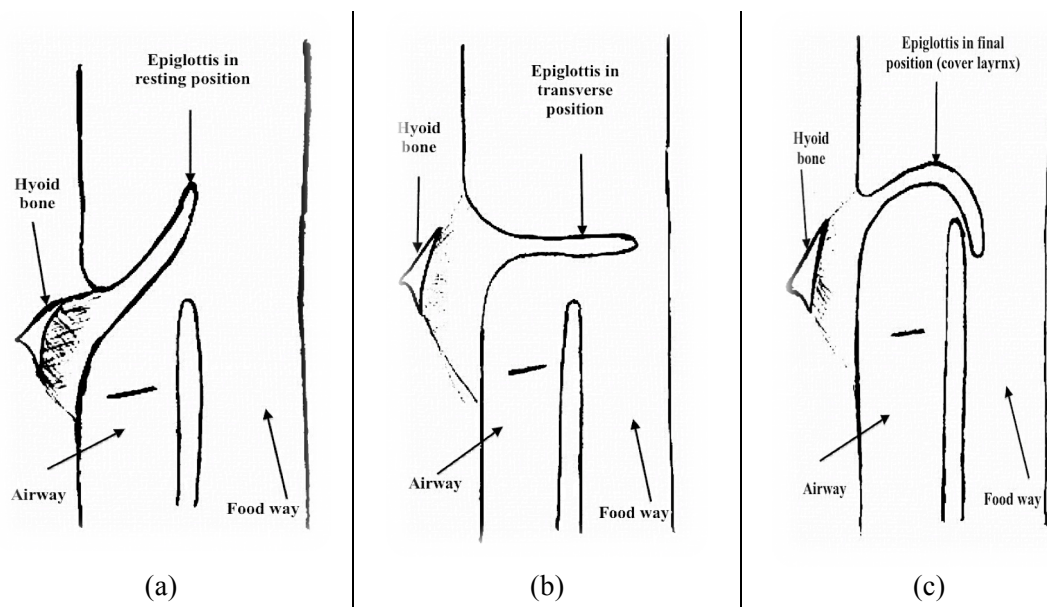 Epiglottis in
resting position
Hyoid
bone
Airway
Food way
(a)
Epiglottis in
transverse
position
Hyoid
bone
Airway
Food way
(b)
Epiglottis in final
position (cover layrnx)
Hyoid
bone
Airway
Food way
(c)